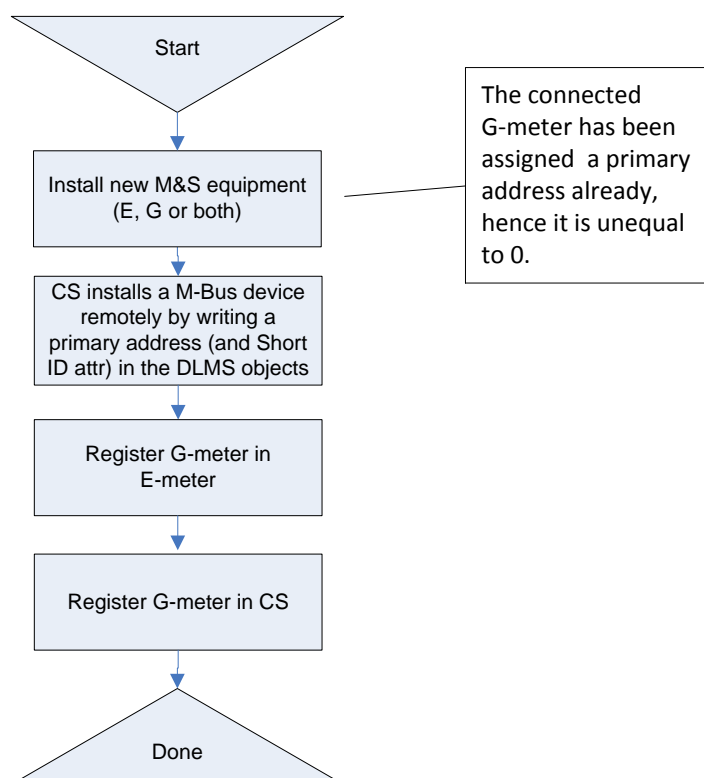 Start
Install new M&S equipment
(E, G or both)
The connected
G-meter has been
assigned a primary
address already,
hence it is unequal
to 0.
CS installs a M-Bus device
remotely by writing a
primary address (and Short
ID attr) in the DLMS objects
Register G-meter in
E-meter
Register G-meter in CS
Done